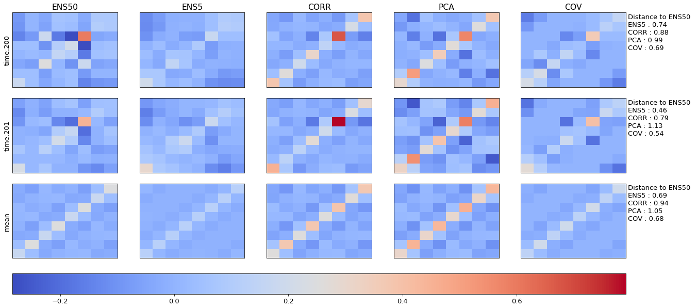 ENS50 ENS5 CORR PCA COV
time:200
Distance to ENS50
ENS5 : 0.74
CORR : 0.88
PCA : 0.99
COV : 0.69
time:201
Distance to ENS50
ENS5 : 0.46
CORR : 0.79
PCA : 1.13
COV : 0.54
mean
Distance to ENS50
ENS5 : 0.69
CORR : 0.94
PCA : 1.05
COV : 0.68
−0.2 0.0 0.2 0.4 0.6